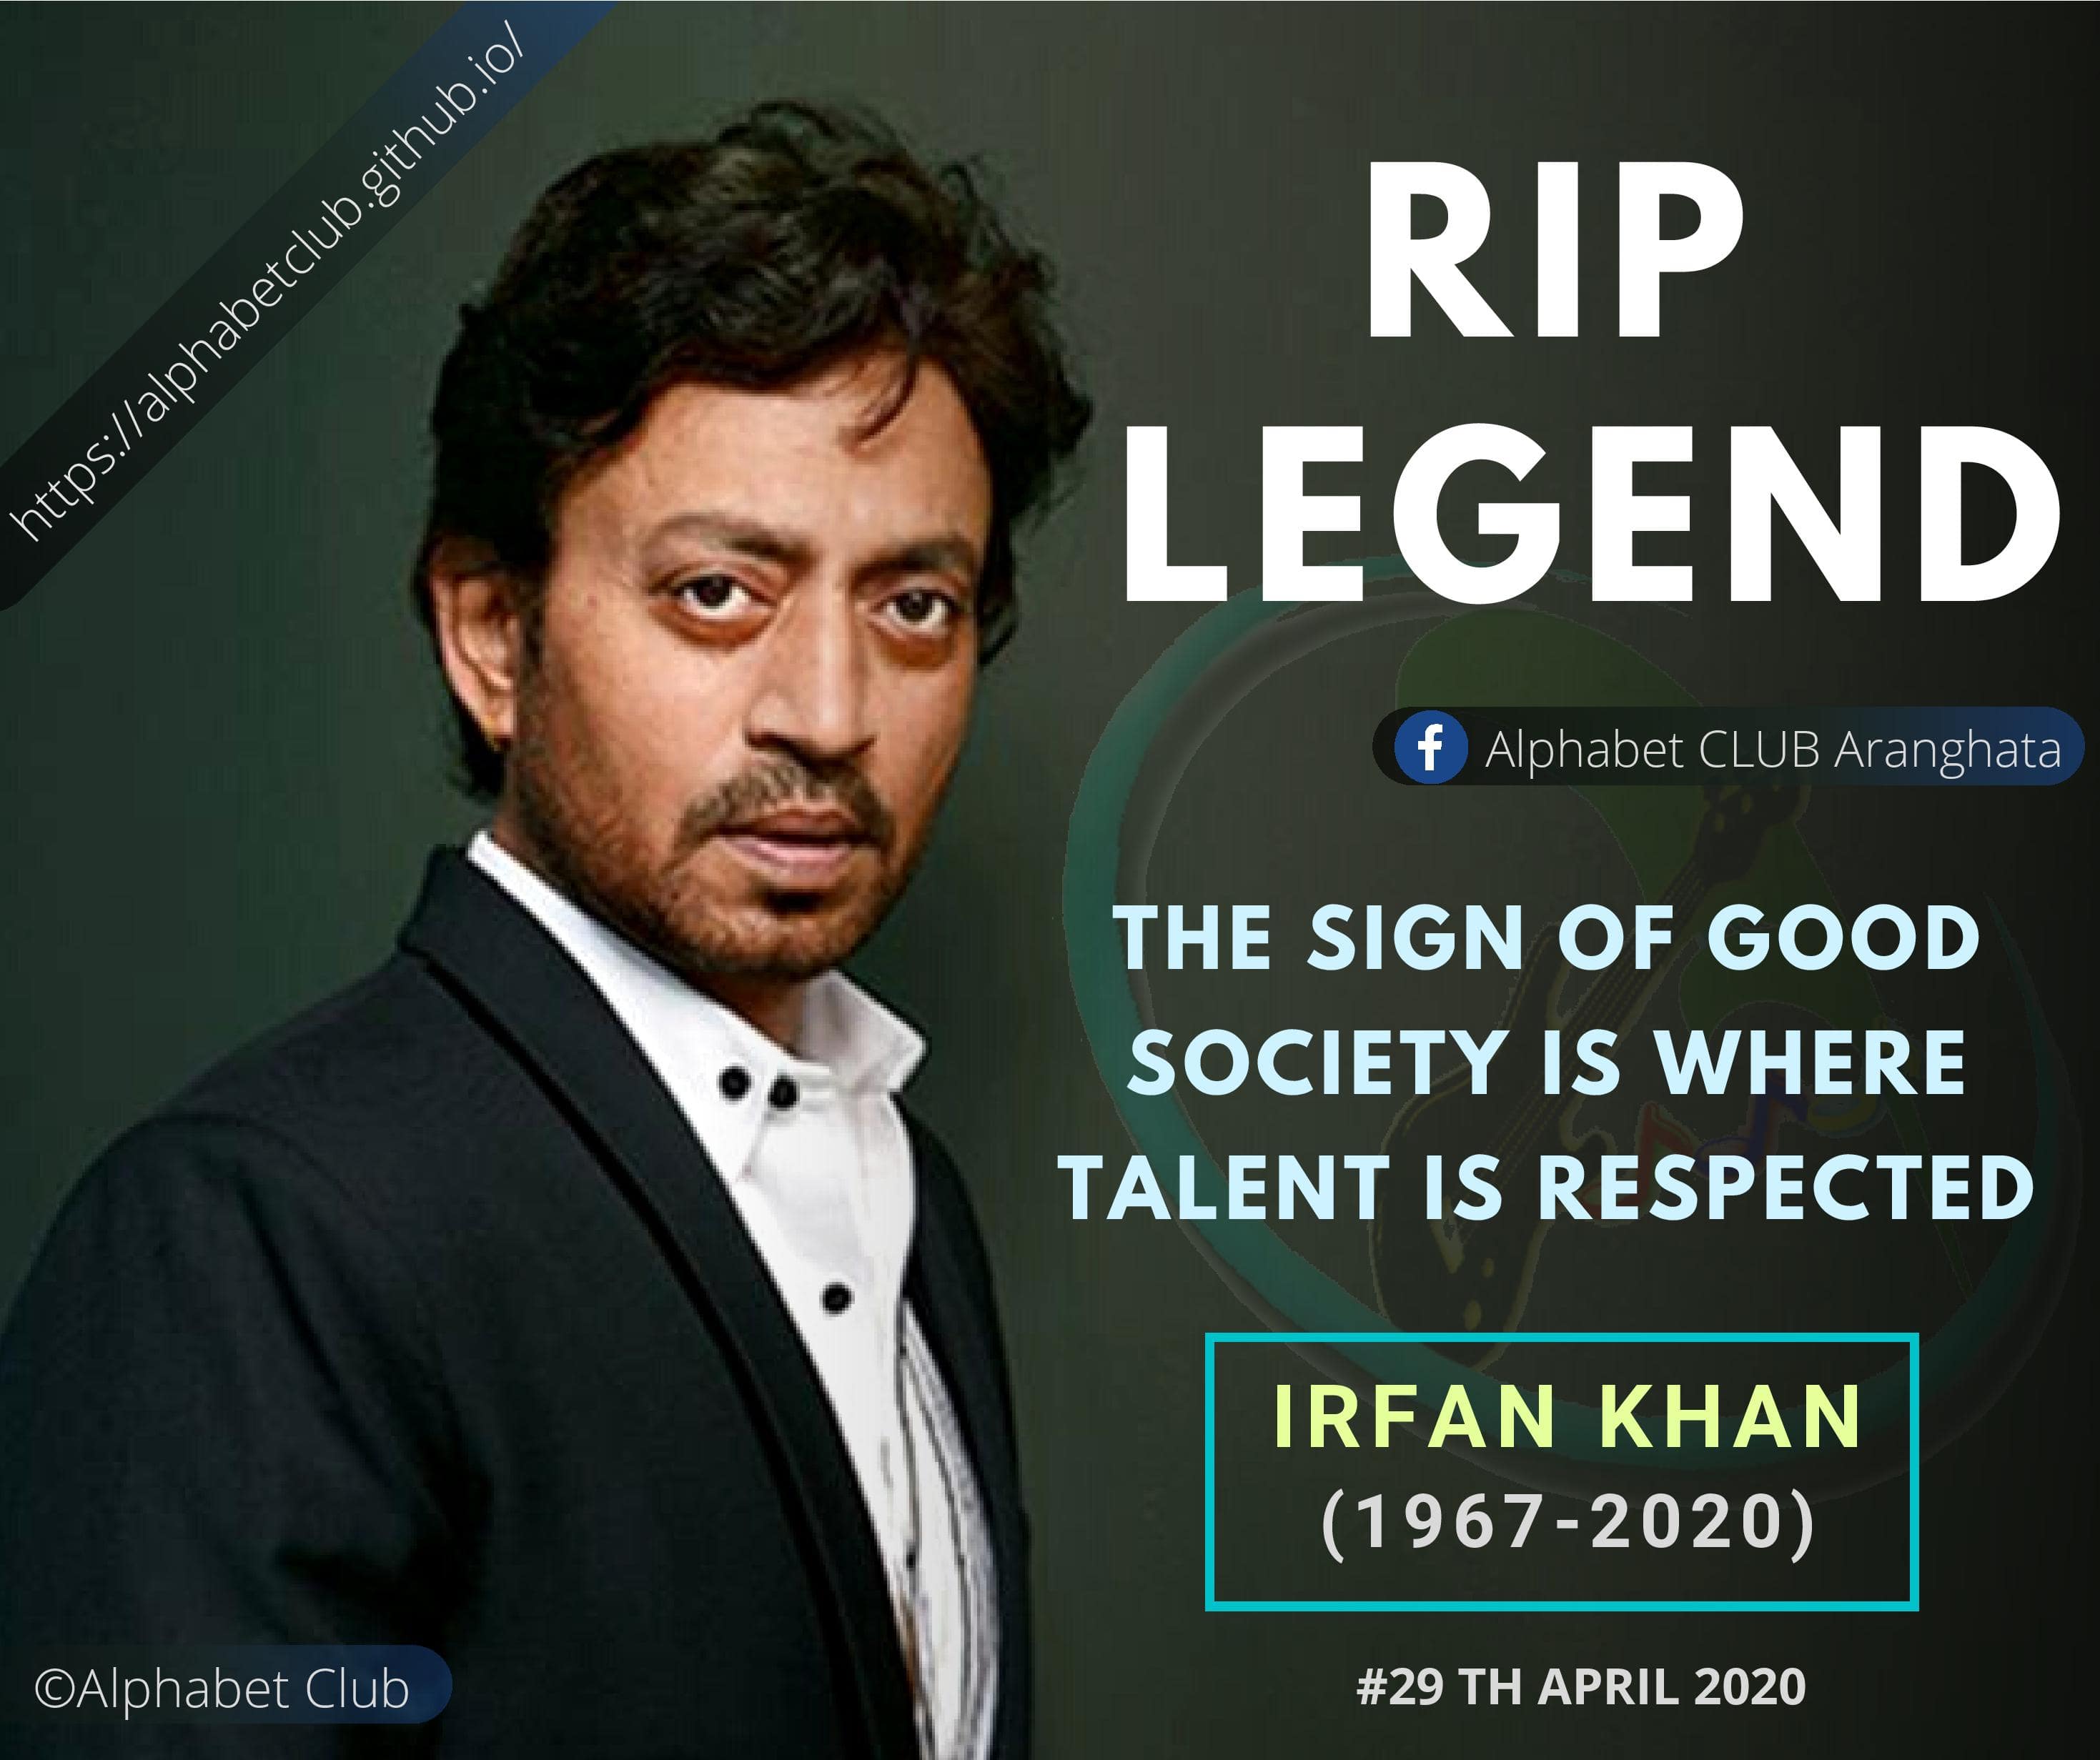 https://alphabetclub.github.io/
RIP
LEGEND
Alphabet CLUB Aranghata
THE SIGN OF GOOD
SOCIETY IS WHERE
TALENT IS RESPECTED
IRFAN KHAN
(1967-2020)
#29 TH APRIL 2020
©Alphabet Club